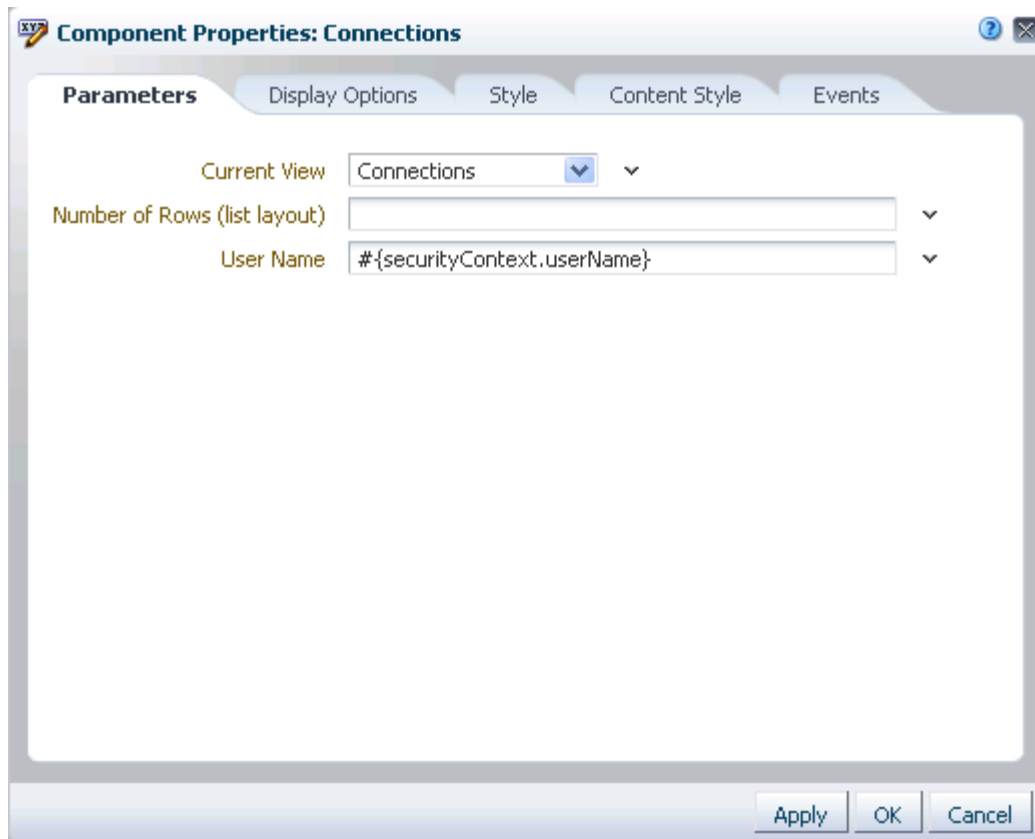 Component Properties: Connections
Parameters Display Options Style Content Style Events
Current View Connections
Number of Rows (list layout)
User Name #{securityContext.userName}
Apply OK Cancel